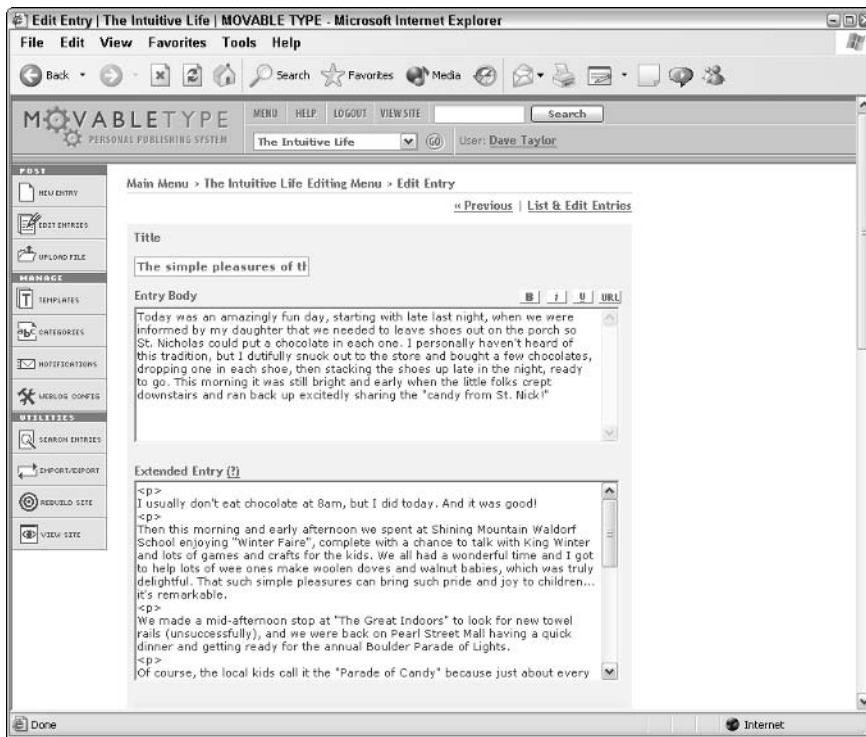 Edit Entry | The Intuitive Life | MOVABLE TYPE - Microsoft Internet Explorer
File Edit View Favorites Tools Help
Back Search Favorites Media
MOVABLETYPE
PERSONAL PUBLISHING SYSTEM
MENU HELP LOGOUT VIEW SITE Search
The Intuitive Life GO User: Dave Taylor
POST
NEW ENTRY
EDIT ENTRIES
UPLOAD FILE
MANAGE
T TEMPLATES
abc CATEGORIES
NOTIFICATIONS
WEBLOG CONFIG
UTILITIES
SEARCH ENTRIES
IMPORT/EXPORT
REBUILD SITE
VIEW SITE
Main Menu > The Intuitive Life Editing Menu > Edit Entry
« Previous | List & Edit Entries
Title
The simple pleasures of th
Entry Body B i U URL
Today was an amazingly fun day, starting with late last night, when we were
informed by my daughter that we needed to leave shoes out on the porch so
St. Nicholas could put a chocolate in each one. I personally haven't heard of
this tradition, but I dutifully snuck out to the store and bought a few chocolates,
dropping one in each shoe, then stacking the shoes up late in the night, ready
to go. This morning it was still bright and early when the little folks crept
downstairs and ran back up excitedly sharing the "candy from St. Nick!"
Extended Entry (?)
<p>
I usually don't eat chocolate at 8am, but I did today. And it was good!
<p>
Then this morning and early afternoon we spent at Shining Mountain Waldorf
School enjoying "Winter Faire", complete with a chance to talk with King Winter
and lots of games and crafts for the kids. We all had a wonderful time and I got
to help lots of wee ones make woolen doves and walnut babies, which was truly
delightful. That such simple pleasures can bring such pride and joy to children...
it's remarkable.
<p>
We made a mid-afternoon stop at "The Great Indoors" to look for new towel
rails (unsuccessfully), and we were back on Pearl Street Mall having a quick
dinner and getting ready for the annual Boulder Parade of Lights.
<p>
Of course, the local kids call it the "Parade of Candy" because just about every
Done Internet